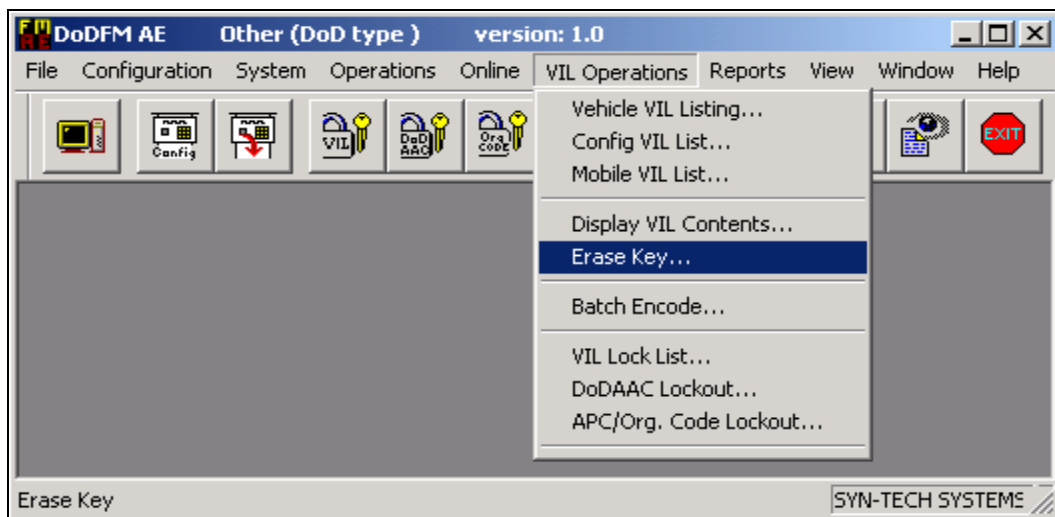 FW AE DoDFM AE Other (DoD type ) version: 1.0
File Configuration System Operations Online VIL Operations Reports View Window Help
Config VIL DoD AAC Org. CODE EXIT
Vehicle VIL Listing...
Config VIL List...
Mobile VIL List...
Display VIL Contents...
Erase Key...
Batch Encode...
VIL Lock List...
DoDAAC Lockout...
APC/Org. Code Lockout...
Erase Key SYN-TECH SYSTEMS